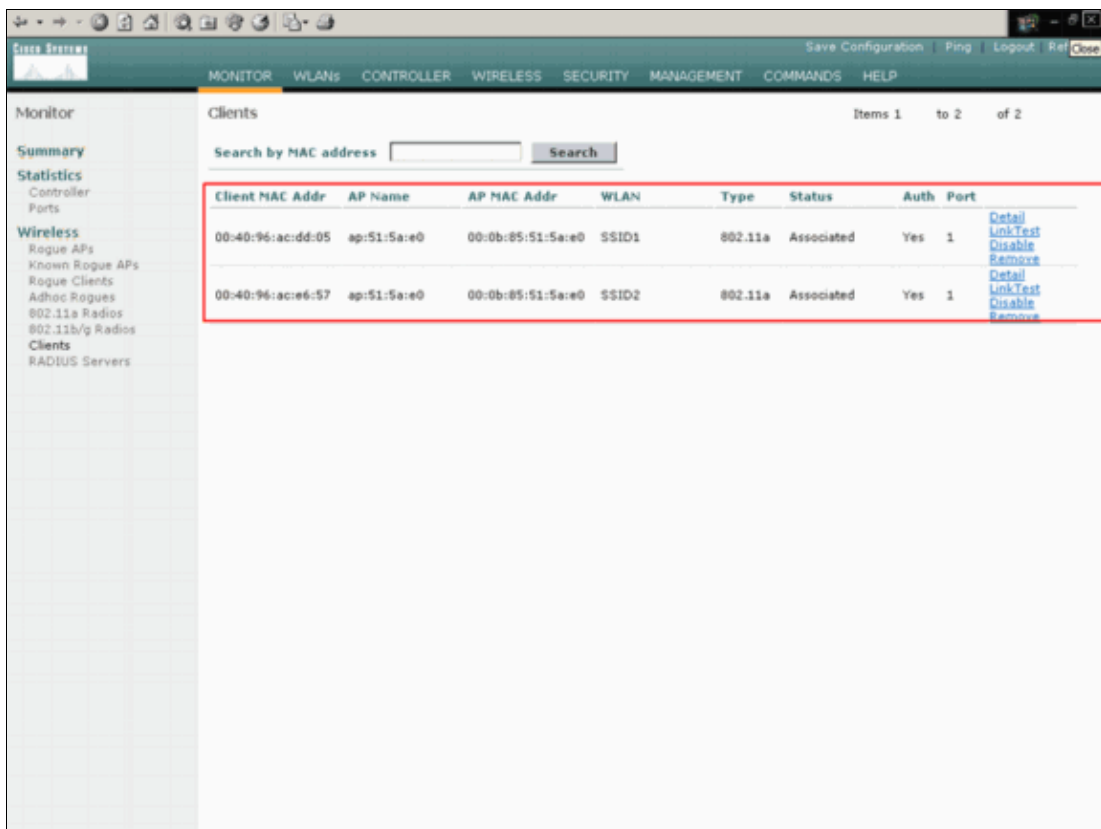 Cisco Systems
Save Configuration | Ping | Logout | Ref
Close
MONITOR WLANs CONTROLLER WIRELESS SECURITY MANAGEMENT COMMANDS HELP
Monitor
Summary
Statistics
Controller
Ports
Wireless
Rogue APs
Known Rogue APs
Rogue Clients
Adhoc Rogues
802.11a Radios
802.11b/g Radios
Clients
RADIUS Servers
Clients
Items 1 to 2 of 2
Search by MAC address Search
Client MAC Addr AP Name AP MAC Addr WLAN Type Status Auth Port
00:40:96:ac:dd:05 ap:51:5a:e0 00:0b:85:51:5a:e0 SSID1 802.11a Associated Yes 1
Detail
LinkTest
Disable
Remove
00:40:96:ac:e6:57 ap:51:5a:e0 00:0b:85:51:5a:e0 SSID2 802.11a Associated Yes 1
Detail
LinkTest
Disable
Remove